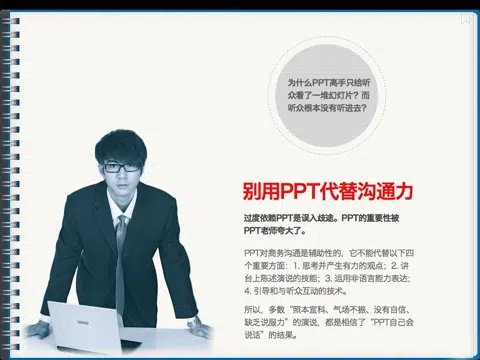 为什么PPT高手只给听
众看了一堆幻灯片？而
听众根本没有听进去？
别用PPT代替沟通力
过度依赖PPT是误入歧途。PPT的重要性被
PPT老师夸大了。
PPT对商务沟通是辅助性的，它不能代替以下四
个重要方面：1. 思考并产生有力的观点；2. 讲
台上陈述演说的技能；3. 运用非语言能力表达；
4. 引导和与听众互动的技术。
所以，多数“照本宣科、气场不振、没有自信、
缺乏说服力”的演说，都是相信了“PPT自己会
说话”的结果。